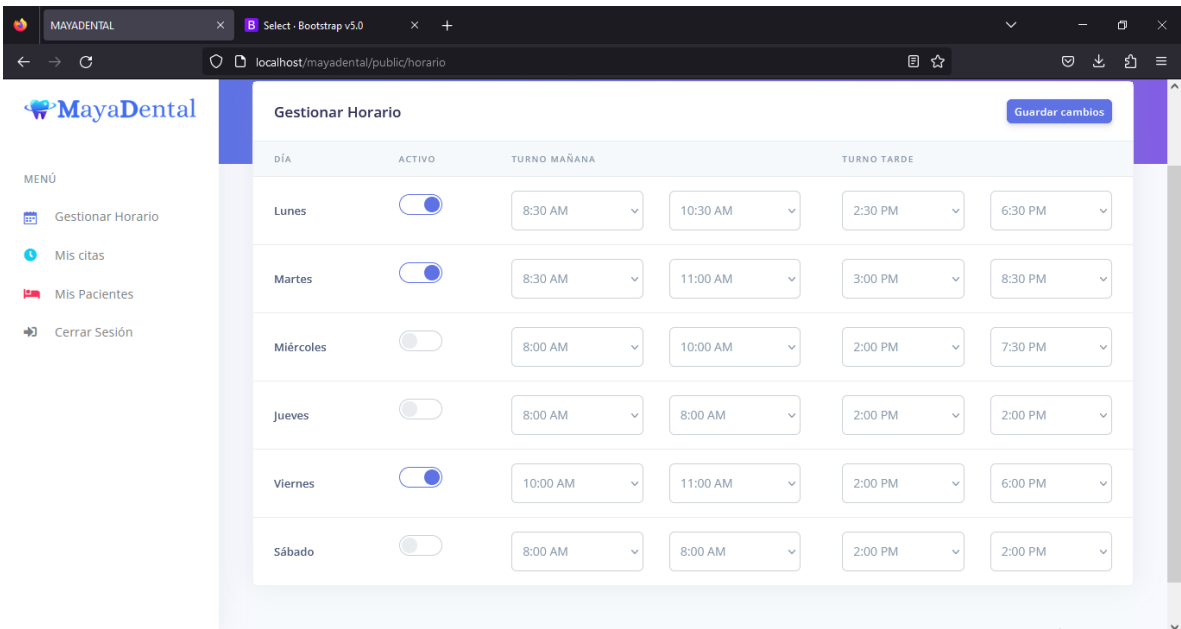 MAYADENTAL
B Select · Bootstrap v5.0
localhost/mayadental/public/horario
MayaDental
Gestionar Horario
Guardar cambios
DÍA ACTIVO TURNO MAÑANA TURNO TARDE
MENÚ
Gestionar Horario
Mis citas
Mis Pacientes
Cerrar Sesión
Lunes 8:30 AM 10:30 AM 2:30 PM 6:30 PM
Martes 8:30 AM 11:00 AM 3:00 PM 8:30 PM
Miércoles 8:00 AM 10:00 AM 2:00 PM 7:30 PM
Jueves 8:00 AM 8:00 AM 2:00 PM 2:00 PM
Viernes 10:00 AM 11:00 AM 2:00 PM 6:00 PM
Sábado 8:00 AM 8:00 AM 2:00 PM 2:00 PM